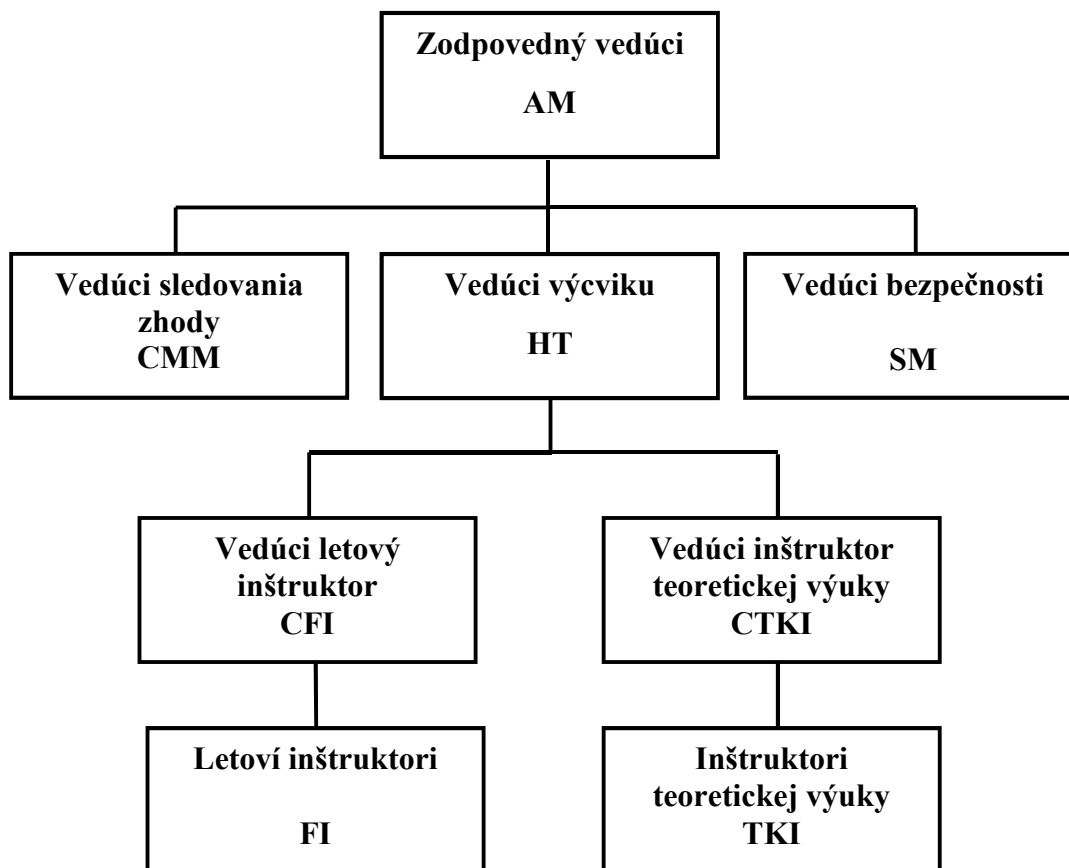 Zodpovedný vedúci
AM
Vedúci sledovania
zhody
CMM
Vedúci výcviku
HT
Vedúci bezpečnosti
SM
Vedúci letový
inštruktor
CFI
Vedúci inštruktor
teoretickej výuky
CTKI
Letoví inštruktori
FI
Inštruktori
teoretickej výuky
TKI